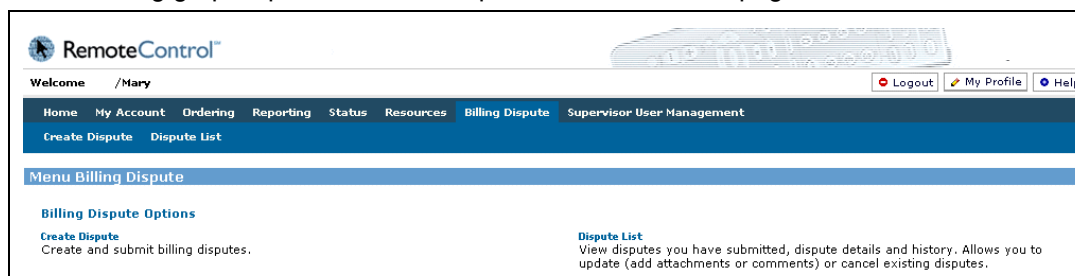 RemoteControl™
Welcome /Mary
Logout My Profile Help
Home My Account Ordering Reporting Status Resources Billing Dispute Supervisor User Management
Create Dispute Dispute List
Menu Billing Dispute
Billing Dispute Options
Create Dispute
Create and submit billing disputes.
Dispute List
View disputes you have submitted, dispute details and history. Allows you to
update (add attachments or comments) or cancel existing disputes.